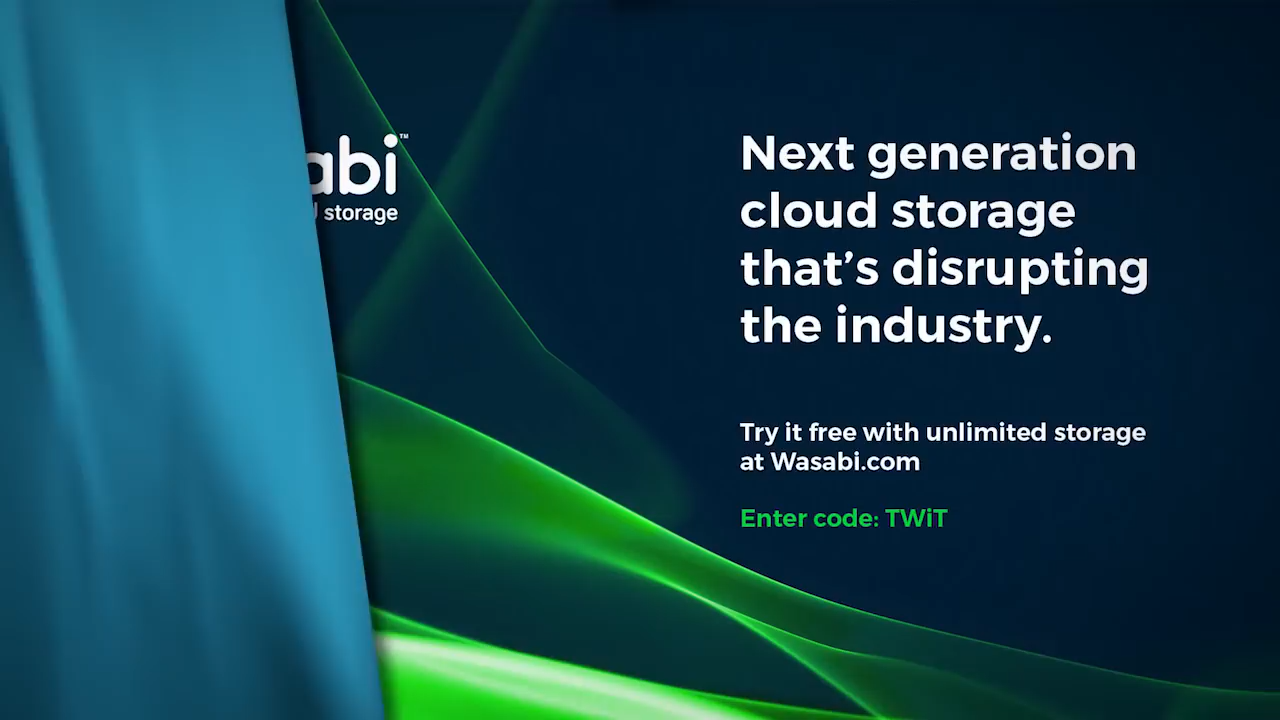 abi™
storage
Next generation
cloud storage
that's disrupting
the industry.
Try it free with unlimited storage
at Wasabi.com
Enter code: TWiT